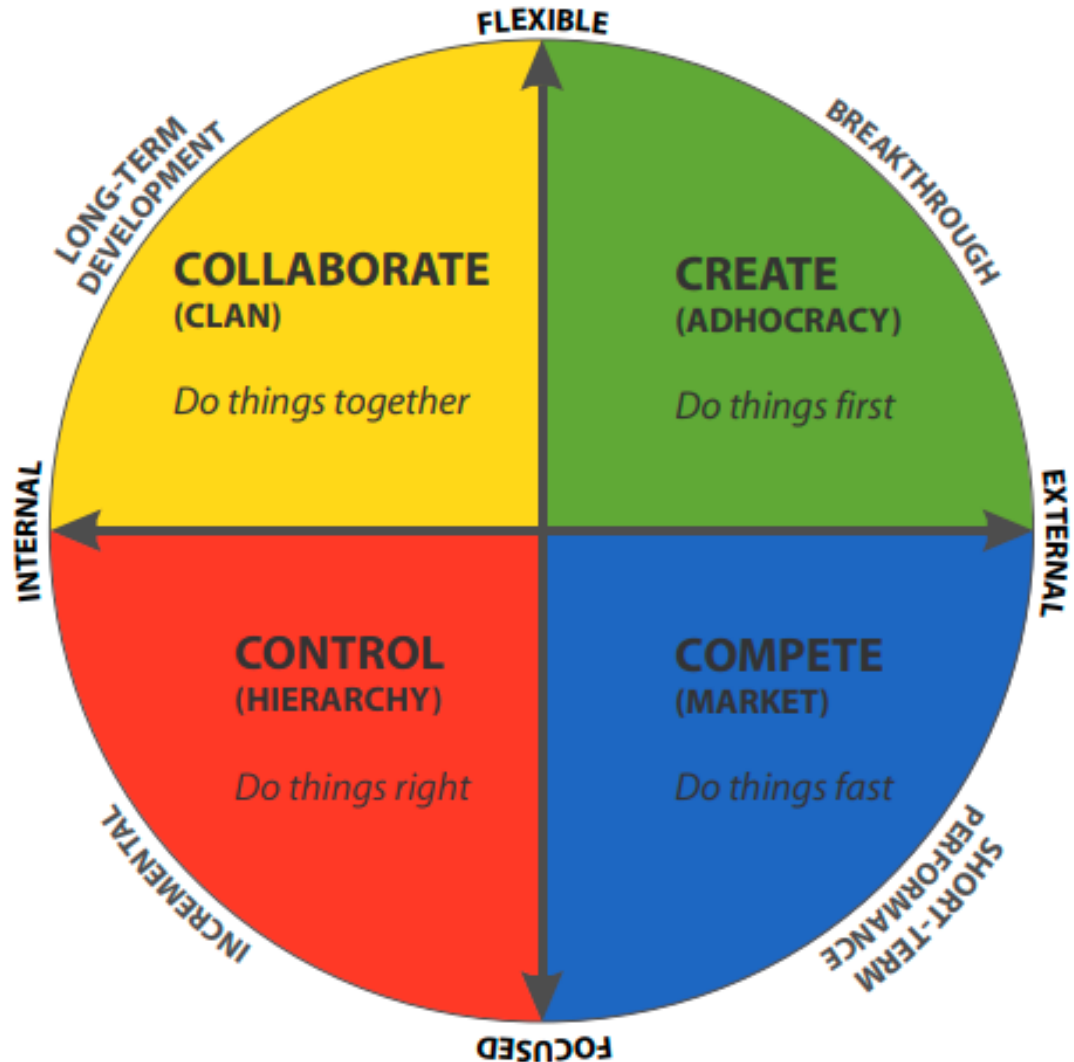 FLEXIBLE
LONG-TERM
DEVELOPMENT
BREAKTHROUGH
COLLABORATE
(CLAN)
Do things together
CREATE
(ADHOCRACY)
Do things first
INTERNAL
EXTERNAL
CONTROL
(HIERARCHY)
Do things right
COMPETE
(MARKET)
Do things fast
INCREMENTAL
SHORT-TERM
PERFORMANCE
FOCUSED